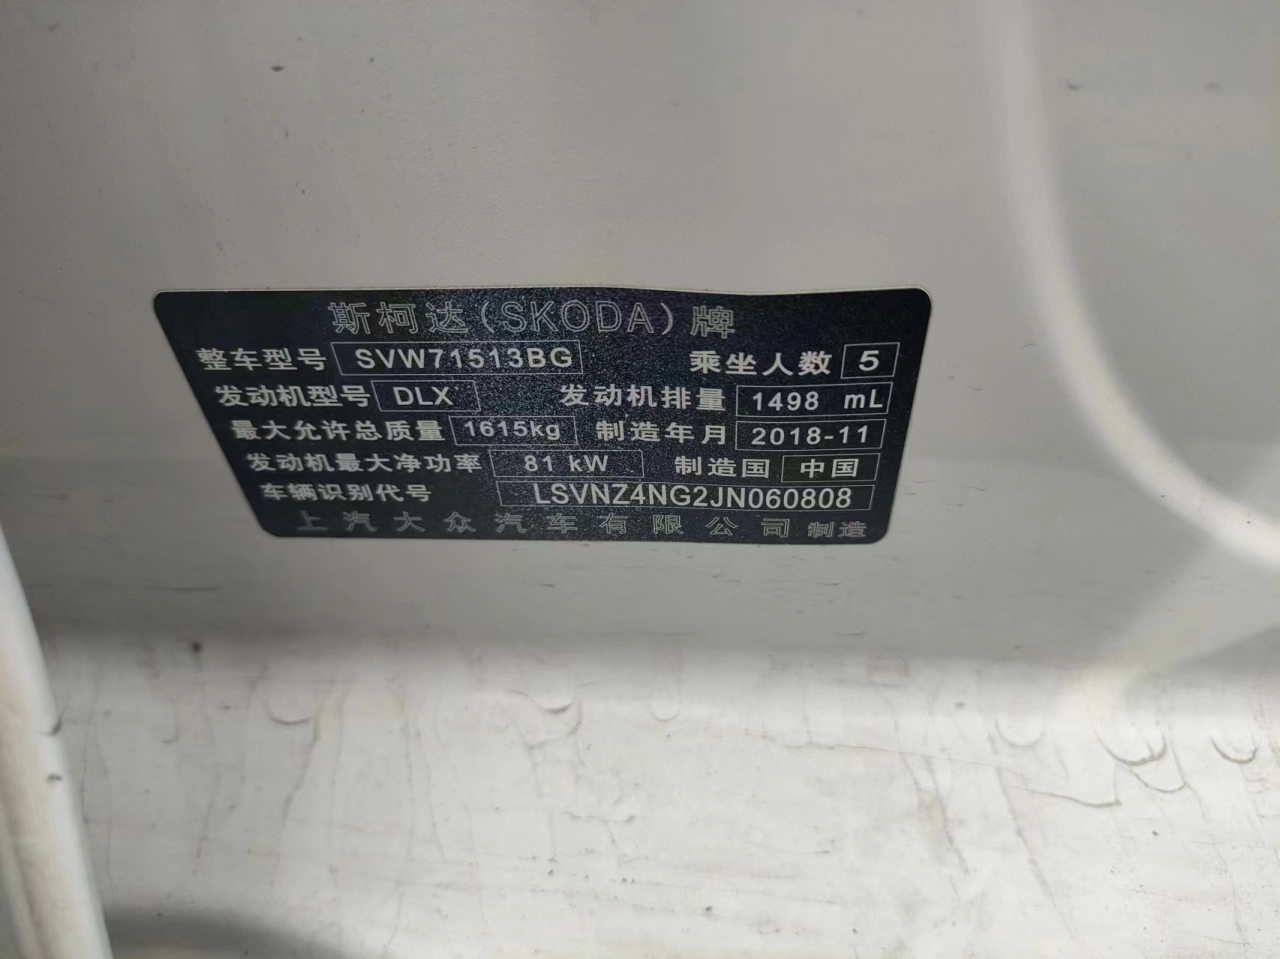 斯柯达(SKODA)牌
整车型号 SVW71513BG 乘坐人数 5
发动机型号 DLX 发动机排量 1498 mL
最大允许总质量 1615kg 制造年月 2018-11
发动机最大净功率 81 kW 制造国 中国
车辆识别代号 LSVNZ4NG2JN060808
上汽大众汽车有限公司 制造